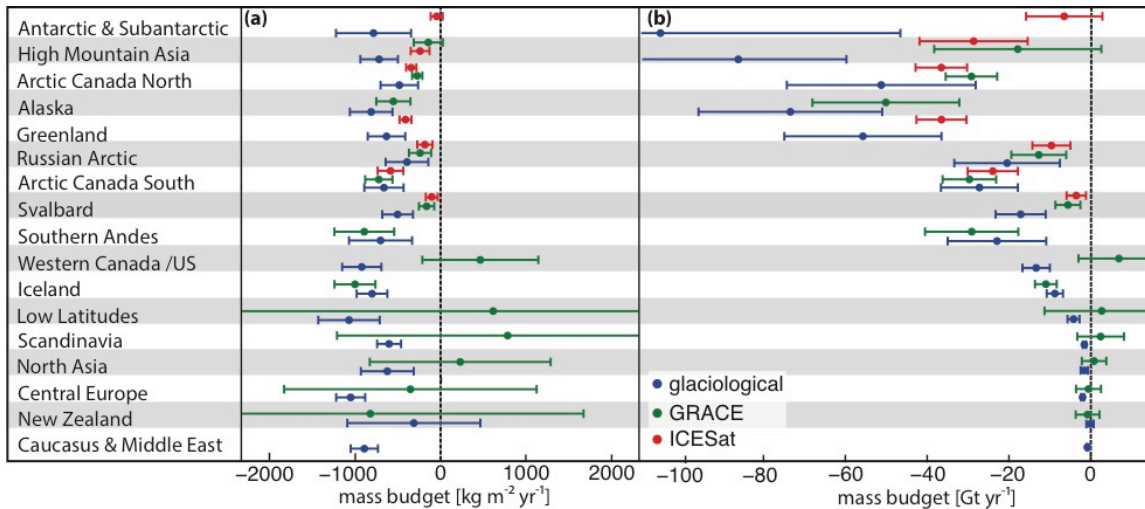 (a)
(b)
Antarctic & Subantarctic
High Mountain Asia
Arctic Canada North
Alaska
Greenland
Russian Arctic
Arctic Canada South
Svalbard
Southern Andes
Western Canada /US
Iceland
Low Latitudes
Scandinavia
North Asia
Central Europe
New Zealand
Caucasus & Middle East
glaciological
GRACE
ICESat
−2000 −1000 0 1000 2000
mass budget [kg m⁻² yr⁻¹]
−100 −80 −60 −40 −20 0
mass budget [Gt yr⁻¹]